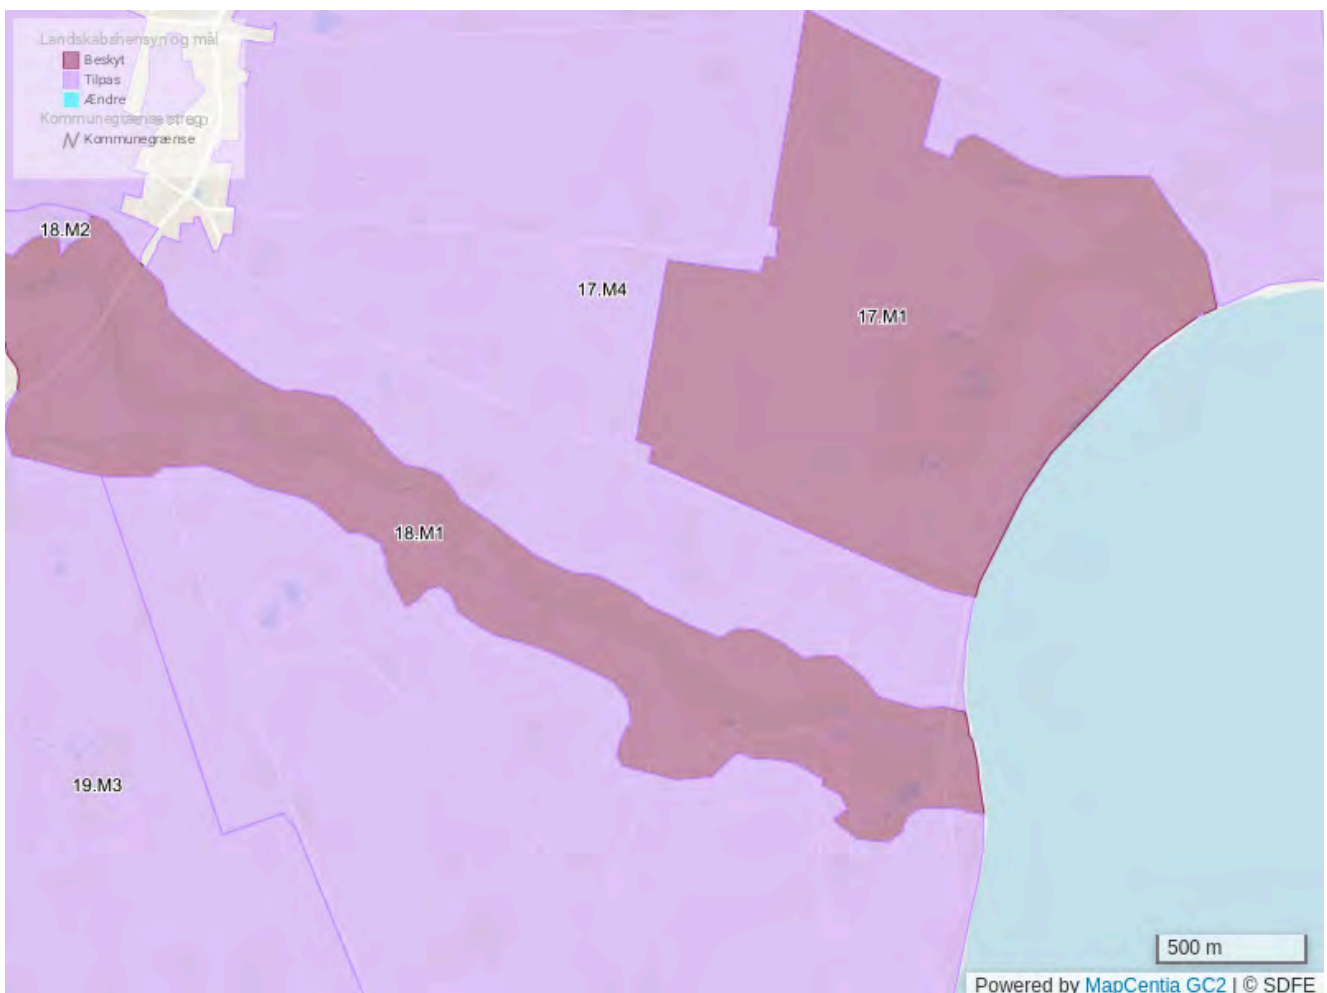 Landskabshensyn og mål
Beskyt
Tilpas
Ændre
Kommunegrænsestreg
Kommunegrænse
18.M2
17.M4
17.M1
18.M1
19.M3
500 m
Powered by MapCentia GC2 | © SDFE